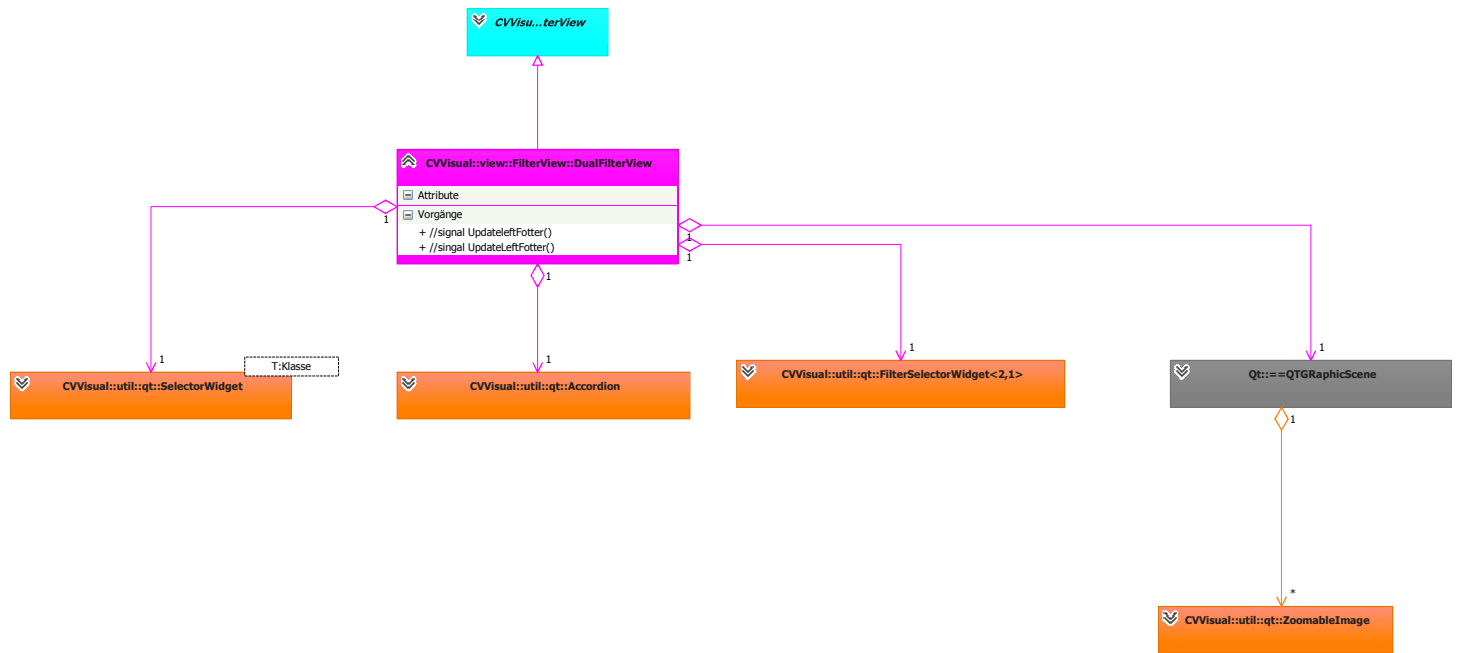 CVVisu...terView
CVVisual::view::FilterView::DualFilterView
Attribute
Vorgänge
+ //signal UpdateleftFotter()
+ //singal UpdateLeftFotter()
1
1
1
1
1
1
1
1
T:Klasse
CVVisual::util::qt::SelectorWidget
CVVisual::util::qt::Accordion
CVVisual::util::qt::FilterSelectorWidget<2,1>
Qt::==QTGRaphicScene
1
*
CVVisual::util::qt::ZoomableImage